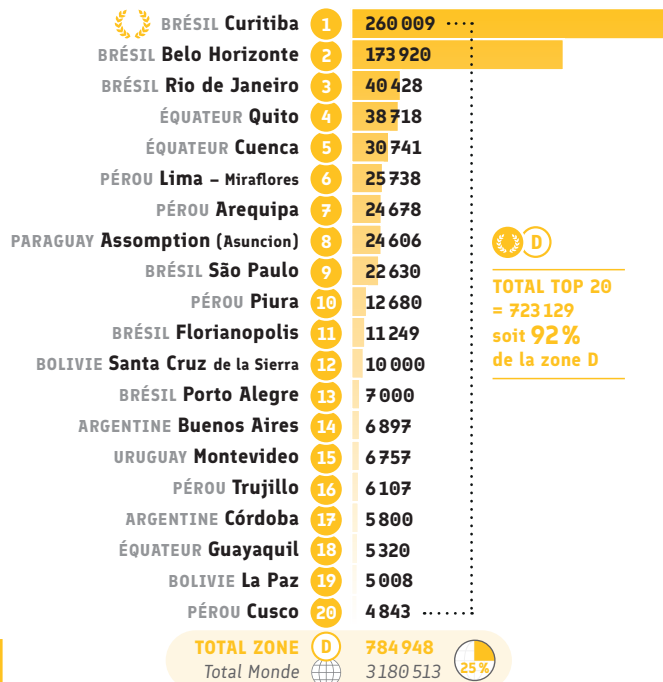 BRÉSIL Curitiba 1 260 009
BRÉSIL Belo Horizonte 2 173 920
BRÉSIL Rio de Janeiro 3 40 428
ÉQUATEUR Quito 4 38 718
ÉQUATEUR Cuenca 5 30 741
PÉROU Lima – Miraflores 6 25 738
PÉROU Arequipa 7 24 678
PARAGUAY Assomption (Asuncion) 8 24 606
BRÉSIL São Paulo 9 22 630
PÉROU Piura 10 12 680
BRÉSIL Florianopolis 11 11 249
BOLIVIE Santa Cruz de la Sierra 12 10 000
BRÉSIL Porto Alegre 13 7 000
ARGENTINE Buenos Aires 14 6 897
URUGUAY Montevideo 15 6 757
PÉROU Trujillo 16 6 107
ARGENTINE Córdoba 17 5 800
ÉQUATEUR Guayaquil 18 5 320
BOLIVIE La Paz 19 5 008
PÉROU Cusco 20 4 843
D
TOTAL TOP 20
= 723 129
soit 92 %
de la zone D
TOTAL ZONE D 784 948
Total Monde 3 180 513
25 %